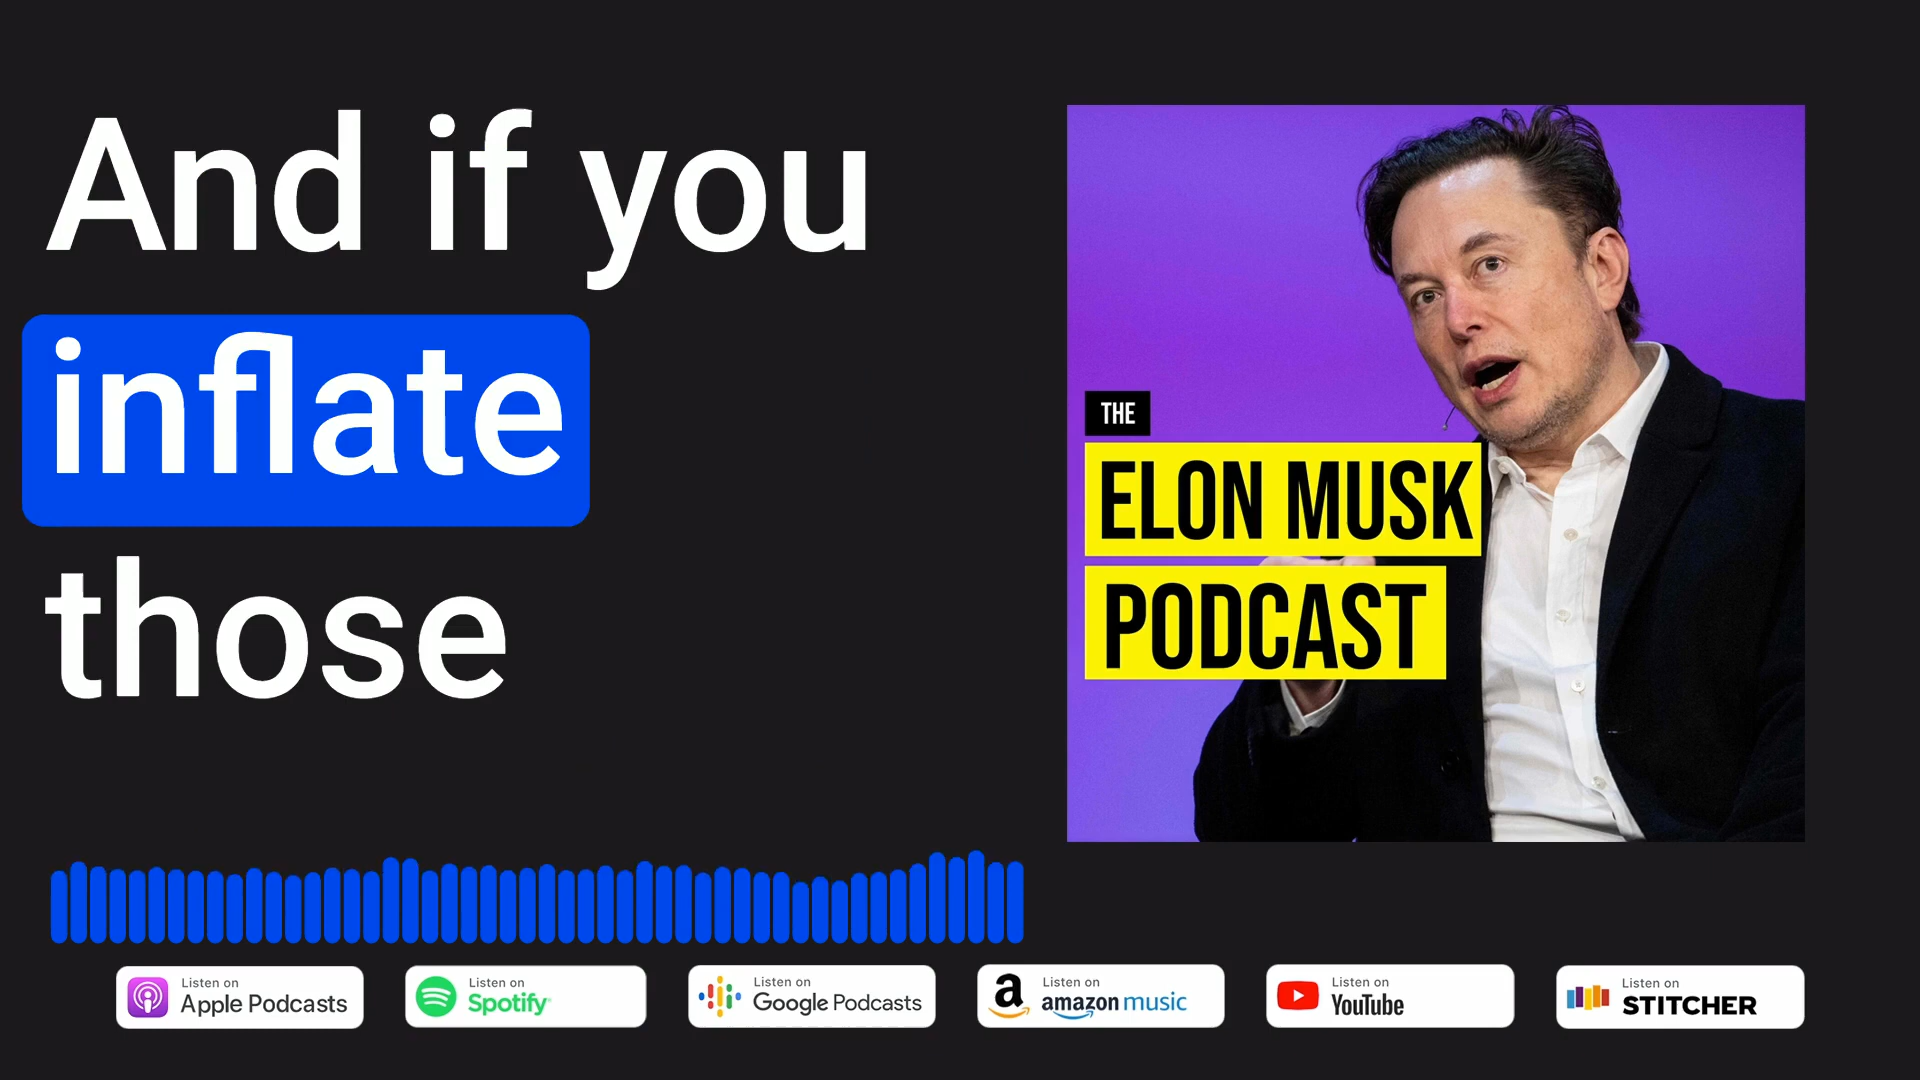 And if you
inflate
those
THE
ELON MUSK
PODCAST
Listen on
Apple Podcasts
Listen on
Spotify
Listen on
Google Podcasts
a
Listen on
amazon music
Listen on
YouTube
Listen on
STITCHER